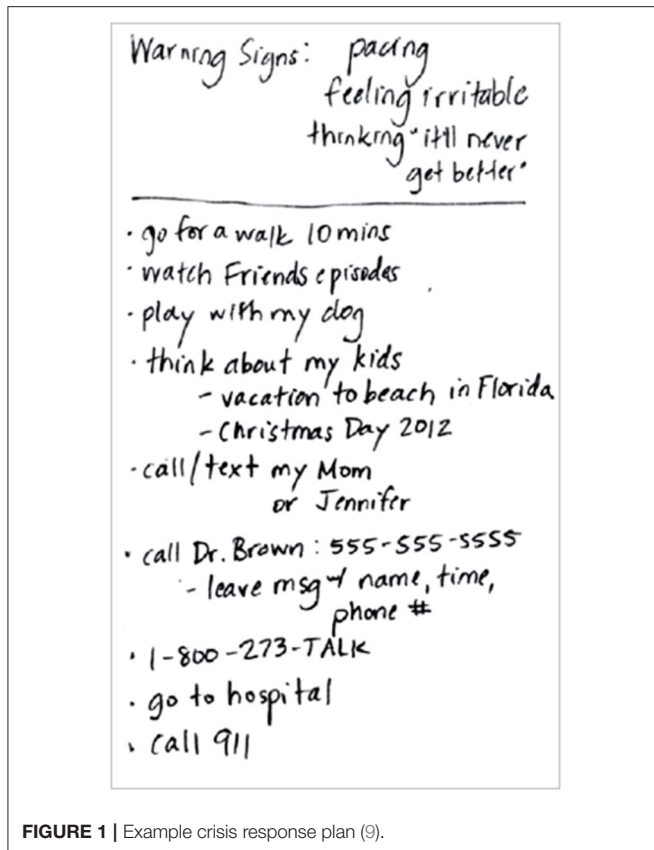 Warning Signs: pacing
feeling irritable
thinking "it'll never
get better"
· go for a walk 10 mins
· watch Friends episodes
· play with my dog
· think about my kids
- vacation to beach in Florida
- Christmas Day 2012
· call/text my Mom
or Jennifer
· call Dr. Brown: 555-555-5555
- leave msg w/ name, time,
phone #
· 1-800-273-TALK
· go to hospital
· call 911
FIGURE 1 | Example crisis response plan (9).